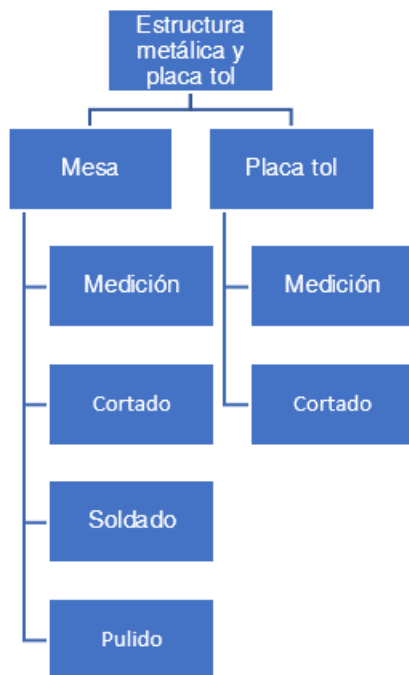 Estructura
metálica y
placa tol
Mesa
Placa tol
Medición
Medición
Cortado
Cortado
Soldado
Pulido